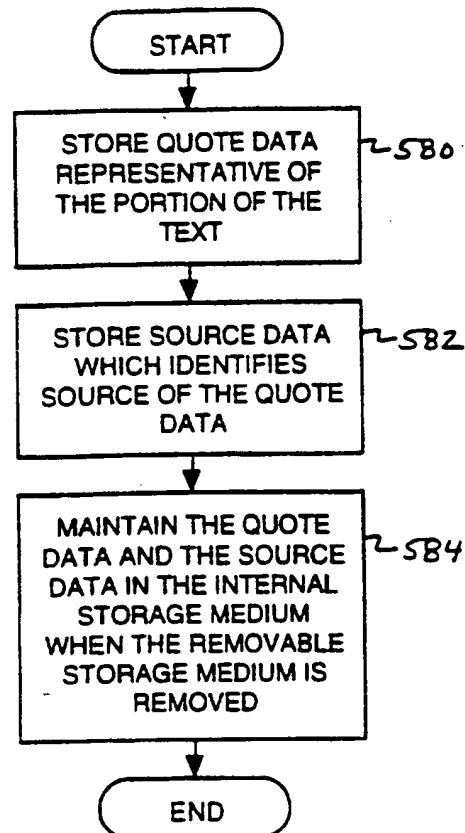 START
STORE QUOTE DATA
REPRESENTATIVE OF
THE PORTION OF THE
TEXT
580
STORE SOURCE DATA
WHICH IDENTIFIES
SOURCE OF THE QUOTE
DATA
582
MAINTAIN THE QUOTE
DATA AND THE SOURCE
DATA IN THE INTERNAL
STORAGE MEDIUM
WHEN THE REMOVABLE
STORAGE MEDIUM IS
REMOVED
584
END